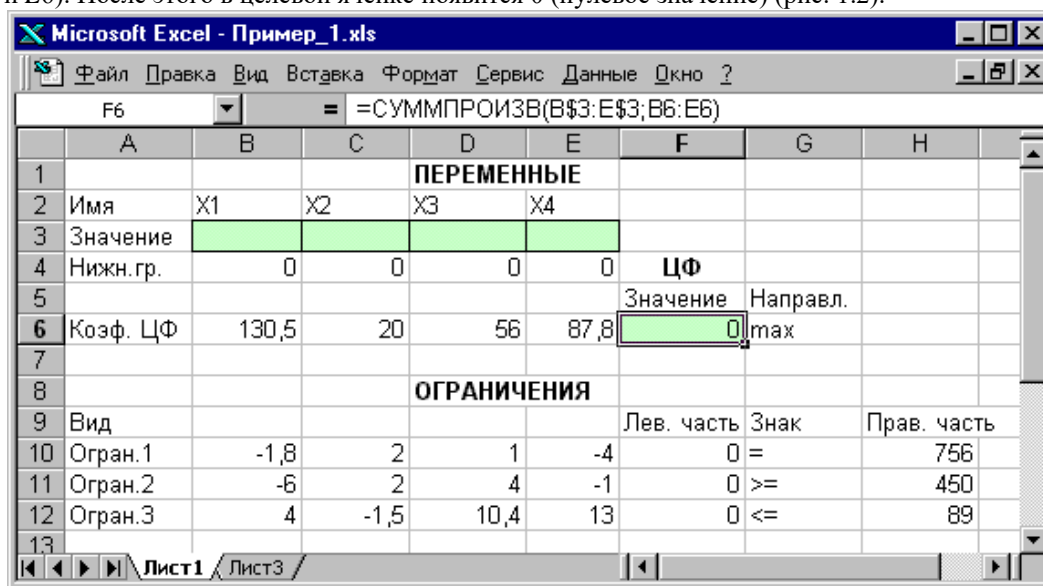 и E6). После этого в целевой ячейке появится 0 (нулевое значение) (рис. 1.2).
Microsoft Excel - Пример_1.xls
Файл Правка Вид Вставка Формат Сервис Данные Окно ?
F6 = =СУММПРОИЗВ(B$3:E$3;B6:E6)
A B C D E F G H
1 ПЕРЕМЕННЫЕ
2 Имя X1 X2 X3 X4
3 Значение
4 Нижн.гр. 0 0 0 0 ЦФ
5 Значение Направл.
6 Коэф. ЦФ 130,5 20 56 87,8 0 max
7
8 ОГРАНИЧЕНИЯ
9 Вид Лев. часть Знак Прав. часть
10 Огран.1 -1,8 2 1 -4 0 = 756
11 Огран.2 -6 2 4 -1 0 >= 450
12 Огран.3 4 -1,5 10,4 13 0 <= 89
13
Лист1 Лист3